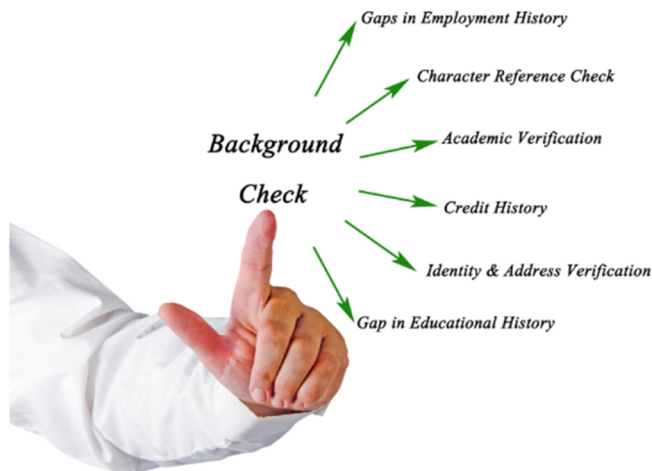 Gaps in Employment History
Character Reference Check
Background
Academic Verification
Check
Credit History
Identity & Address Verification
Gap in Educational History